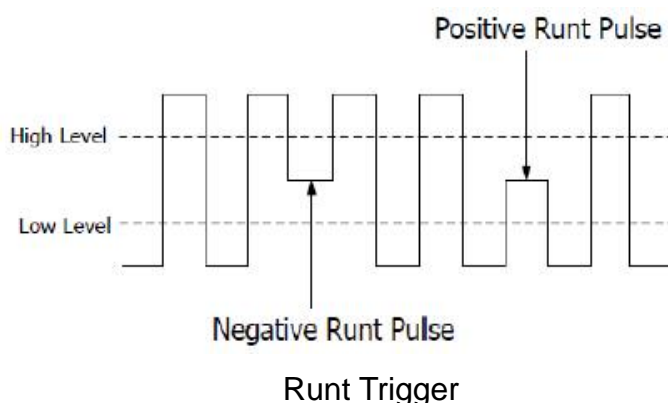 Positive Runt Pulse
High Level
Low Level
Negative Runt Pulse
Runt Trigger